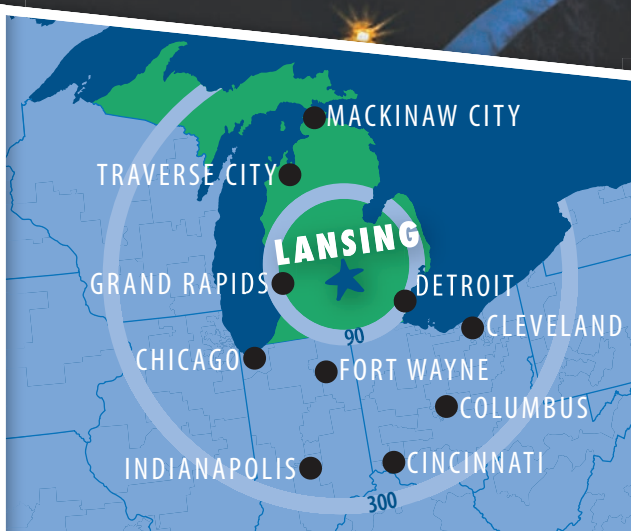 MACKINAW CITY
TRAVERSE CITY
LANSING
GRAND RAPIDS
DETROIT
CLEVELAND
90
CHICAGO
FORT WAYNE
COLUMBUS
INDIANAPOLIS
CINCINNATI
300